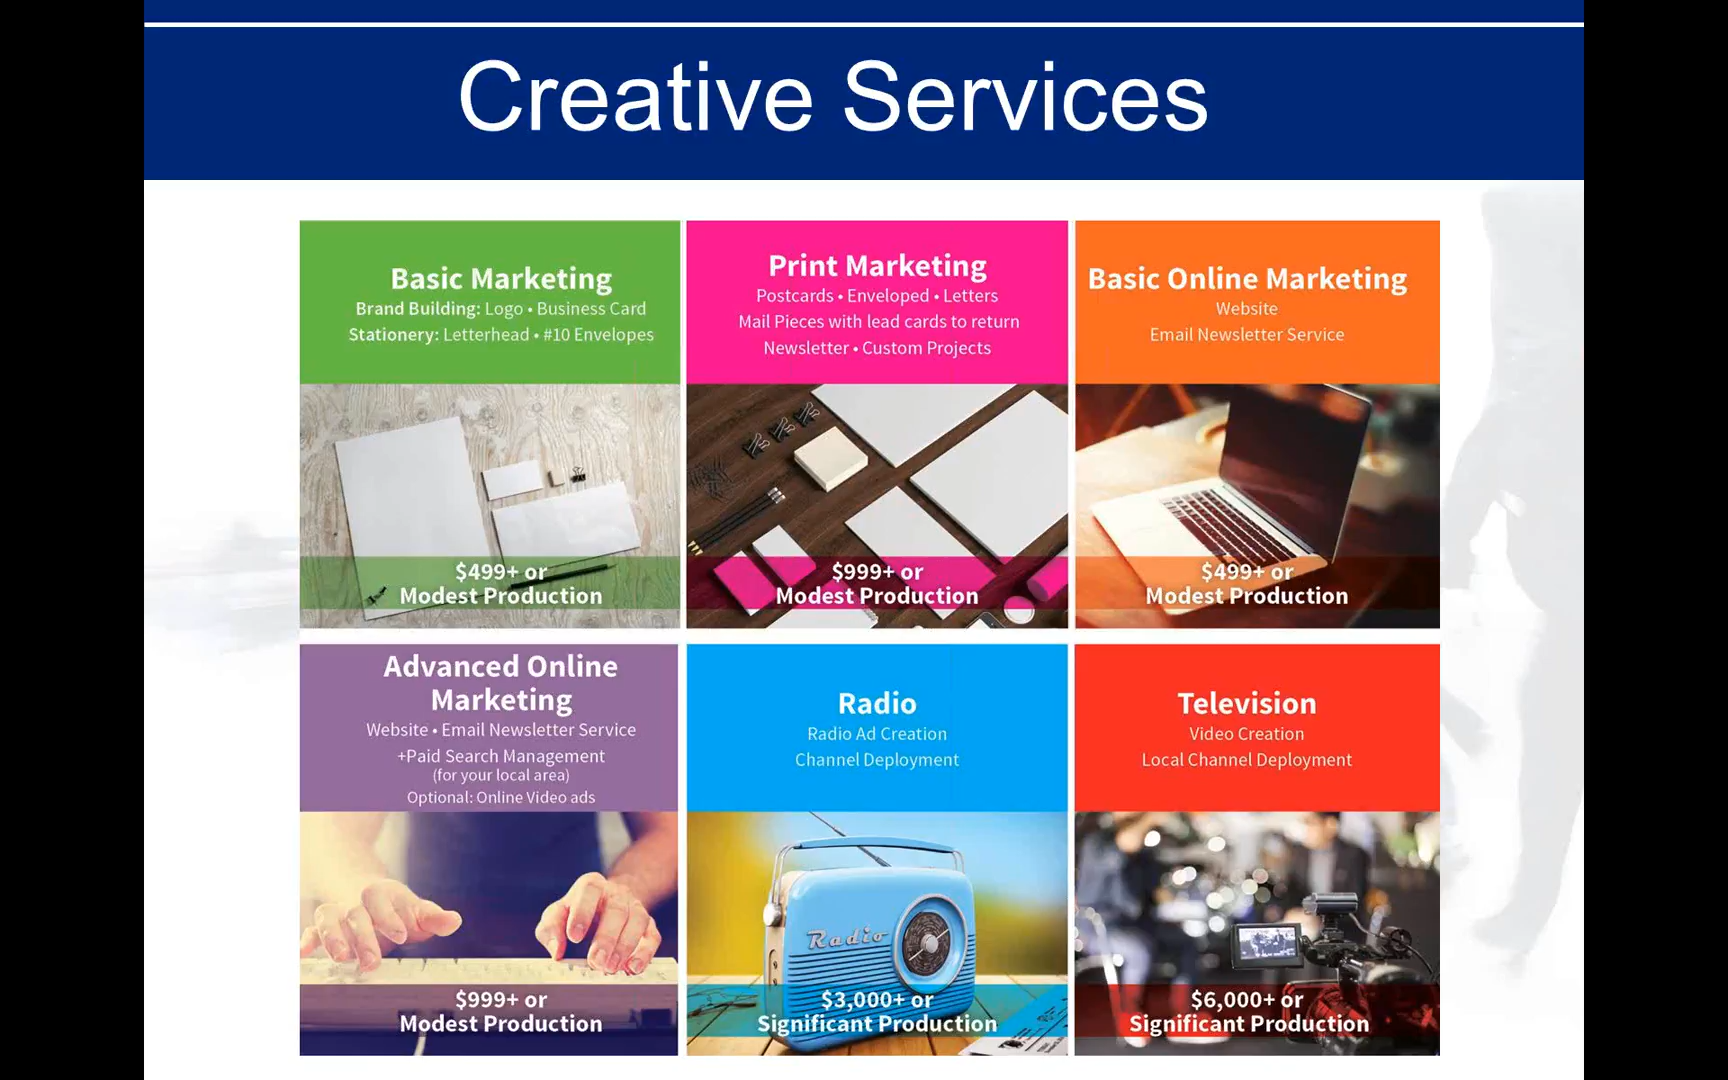 Creative Services
Basic Marketing
Brand Building: Logo • Business Card
Stationery: Letterhead • #10 Envelopes
$499+ or
Modest Production
Print Marketing
Postcards • Enveloped • Letters
Mail Pieces with lead cards to return
Newsletter • Custom Projects
$999+ or
Modest Production
Basic Online Marketing
Website
Email Newsletter Service
$499+ or
Modest Production
Advanced Online
Marketing
Website • Email Newsletter Service
+Paid Search Management
(for your local area)
Optional: Online Video ads
$999+ or
Modest Production
Radio
Radio Ad Creation
Channel Deployment
Radio
$3,000+ or
Significant Production
Television
Video Creation
Local Channel Deployment
$6,000+ or
Significant Production